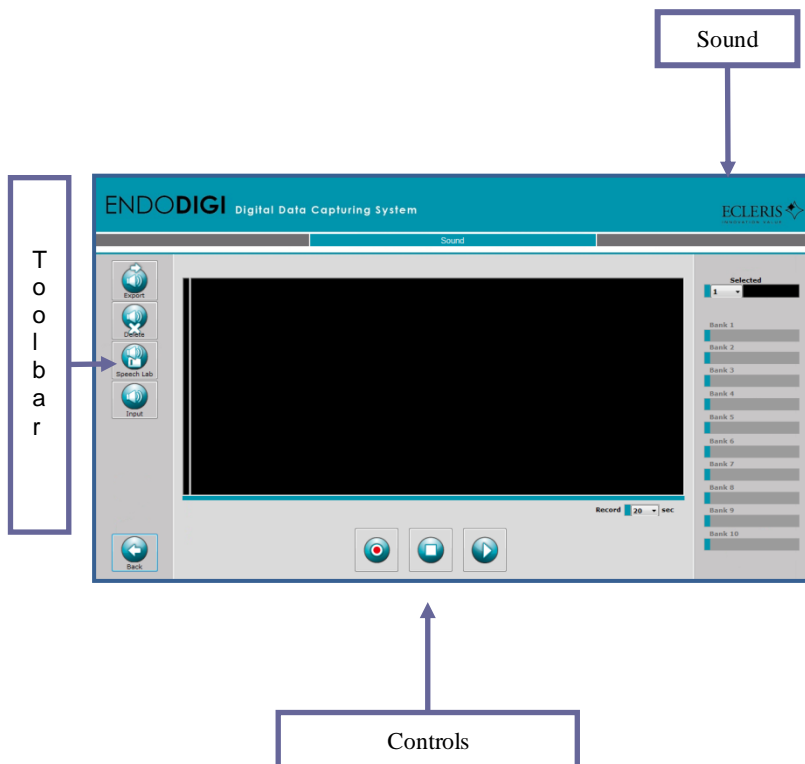 Sound
ENDODIGI Digital Data Capturing System
ECLERIS
Sound
Toolbar
Export
Delete
Speech Lab
Input
Back
Selected
1
Bank 1
Bank 2
Bank 3
Bank 4
Bank 5
Bank 6
Bank 7
Bank 8
Bank 9
Bank 10
Record 20 sec
Controls